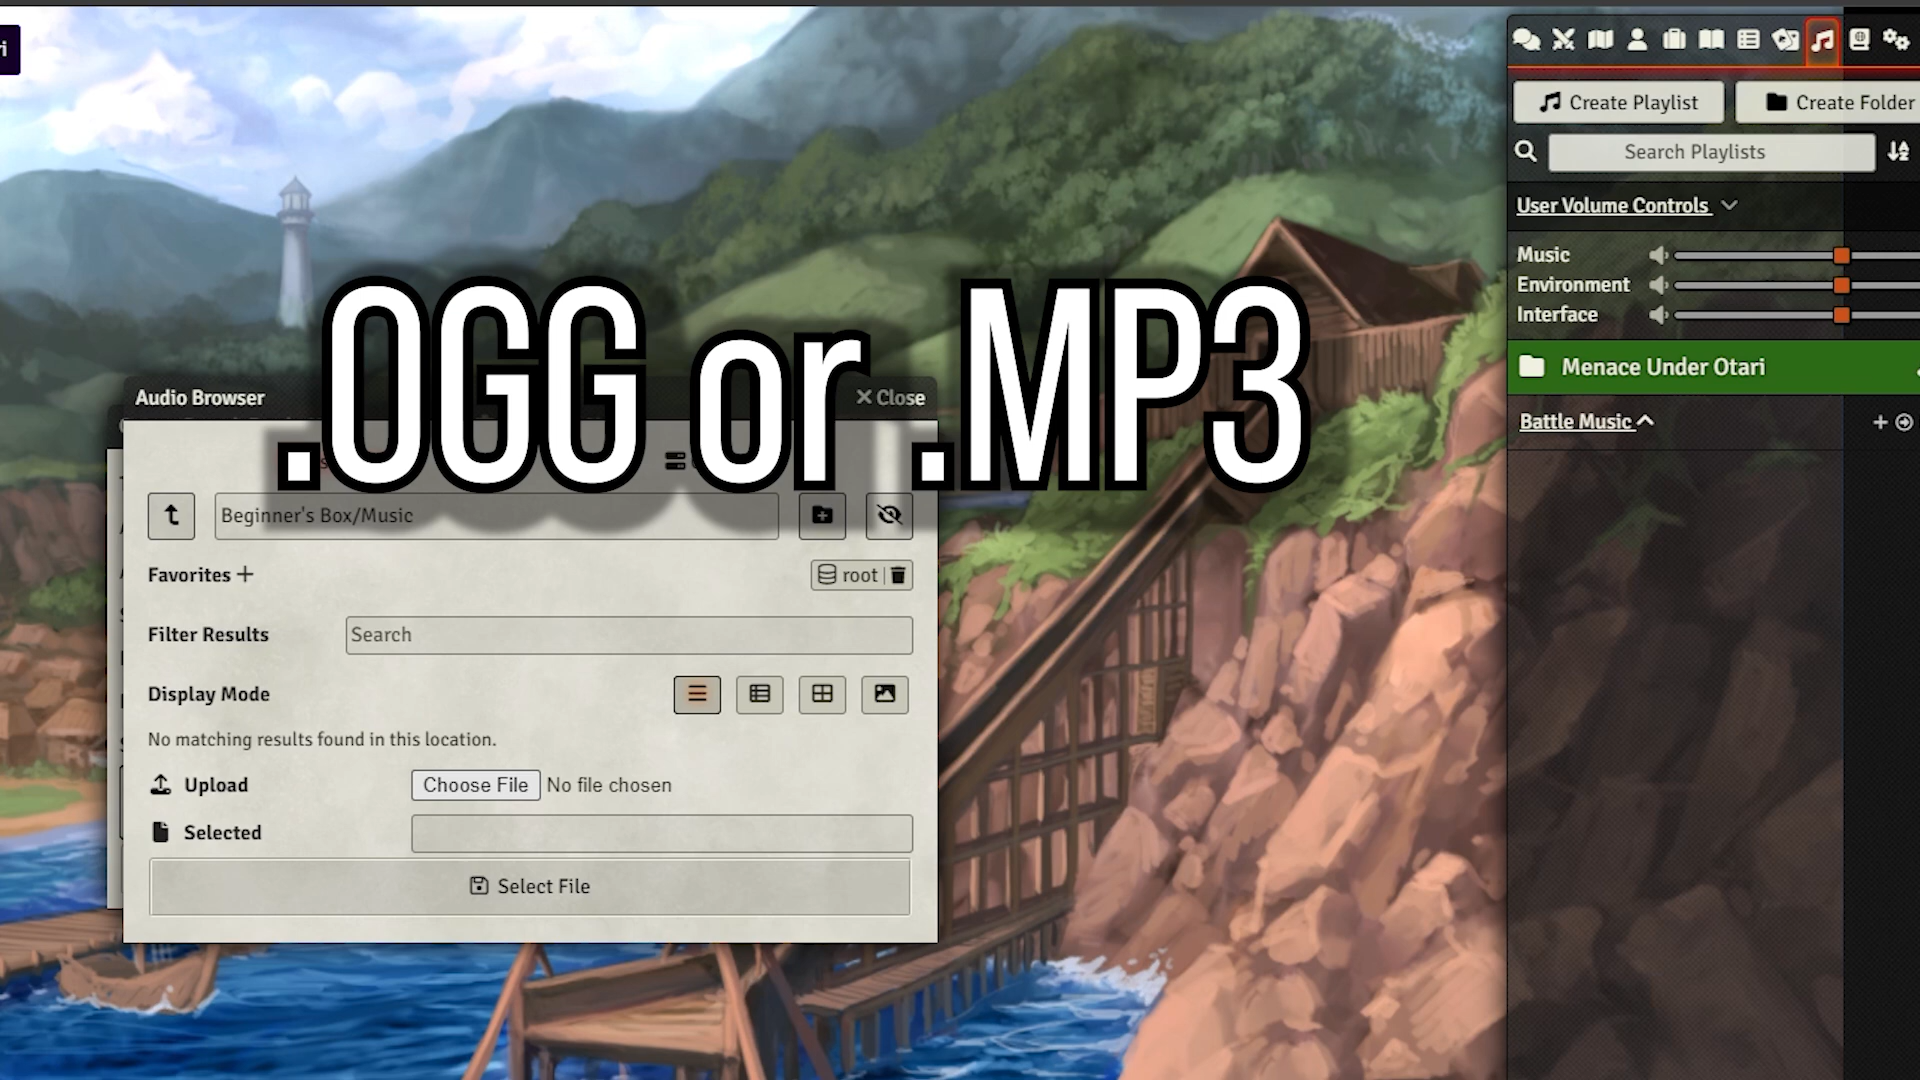 Create Playlist
Create Folder
Search Playlists
User Volume Controls
Music
Environment
Interface
Menace Under Otari
Battle Music
.OGG or .MP3
Audio Browser
Close
Beginner's Box/Music
Favorites
root
Filter Results
Search
Display Mode
No matching results found in this location.
Upload
Choose File
No file chosen
Selected
Select File